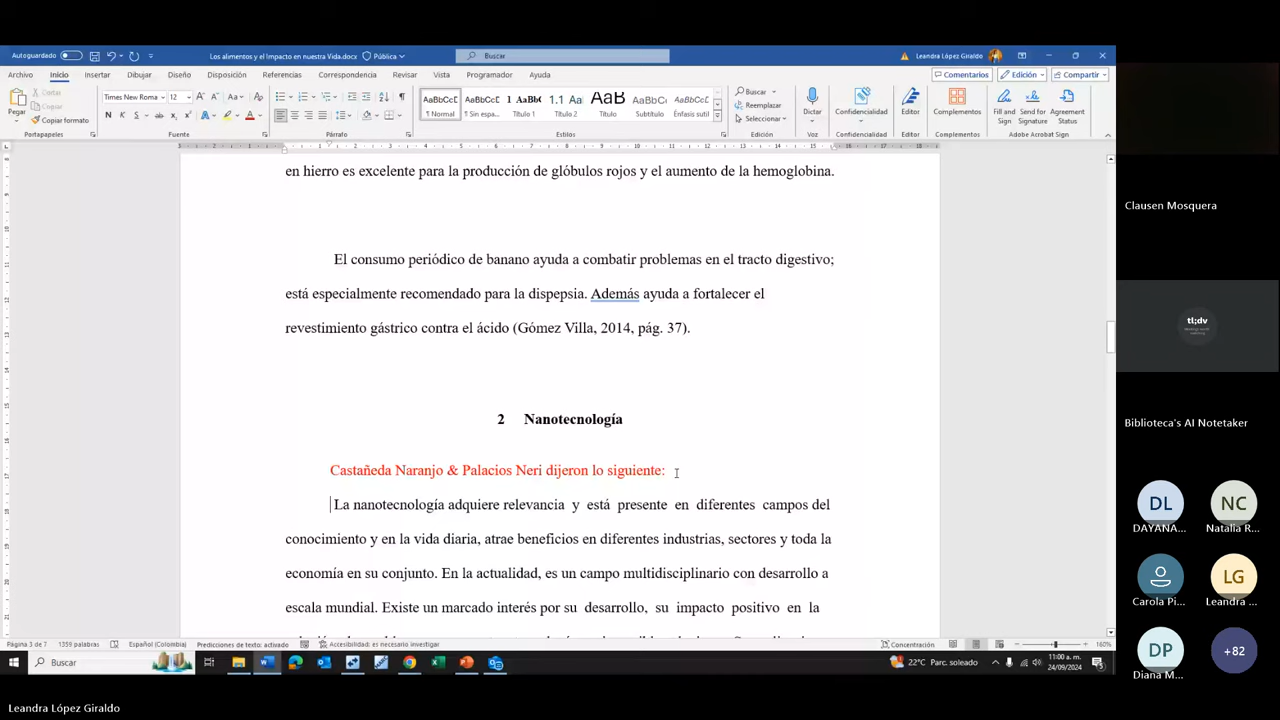 Autoguardado
Los alimentos y el Impacto en nuestra Vida.docx
Pública
Buscar
Leandra López Giraldo
Archivo Inicio Insertar Dibujar Diseño Disposición Referencias Correspondencia Revisar Vista Programador Ayuda
Comentarios Edición Compartir
Pegar
Cortar
Copiar
Copiar formato
Portapapeles
Times New Roma 12
N K S
Fuente
Párrafo
AaBbCcD
¶ Normal
AaBbCcD
¶ Sin espa...
1 AaBbC
Título 1
1.1 Aa
Título 2
AaB
Título
AaBbC
Subtítulo
AaBbCcD
Énfasis sutil
Estilos
Buscar
Reemplazar
Seleccionar
Edición
Dictar
Voz
Confidencialidad
Confidencialidad
Editor
Editor
Complementos
Complementos
Fill and Sign
Send for Signature
Agreement Status
Adobe Acrobat Sign
en hierro es excelente para la producción de glóbulos rojos y el aumento de la hemoglobina.
El consumo periódico de banano ayuda a combatir problemas en el tracto digestivo;
está especialmente recomendado para la dispepsia. Además ayuda a fortalecer el
revestimiento gástrico contra el ácido (Gómez Villa, 2014, pág. 37).
2 Nanotecnología
Castañeda Naranjo & Palacios Neri dijeron lo siguiente:
La nanotecnología adquiere relevancia y está presente en diferentes campos del
conocimiento y en la vida diaria, atrae beneficios en diferentes industrias, sectores y toda la
economía en su conjunto. En la actualidad, es un campo multidisciplinario con desarrollo a
escala mundial. Existe un marcado interés por su desarrollo, su impacto positivo en la
Página 3 de 7 1359 palabras Español (Colombia) Predicciones de texto: activado Accesibilidad: es necesario investigar
Concentración
160%
Buscar
22°C Parc. soleado
11:00 a. m.
24/09/2024
Clausen Mosquera
tl;dv
Biblioteca's AI Notetaker
DL
DAYANA...
NC
Natalia R...
Carola Pi...
LG
Leandra ...
DP
Diana M...
+82
Leandra López Giraldo